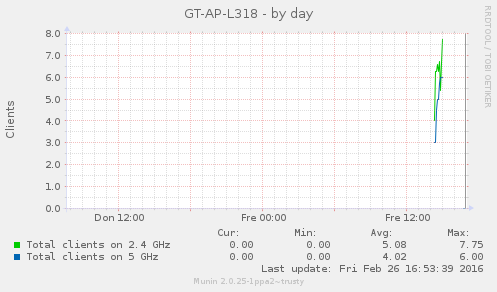 GT-AP-L318 - by day
RRDTOOL / TOBI OETIKER
Clients
8.0
7.0
6.0
5.0
4.0
3.0
2.0
1.0
0.0
Don 12:00 Fre 00:00 Fre 12:00
Cur: Min: Avg: Max:
Total clients on 2.4 GHz 0.00 0.00 5.08 7.75
Total clients on 5 GHz 0.00 0.00 4.02 6.00
Last update: Fri Feb 26 16:53:39 2016
Munin 2.0.25-1ppa2~trusty